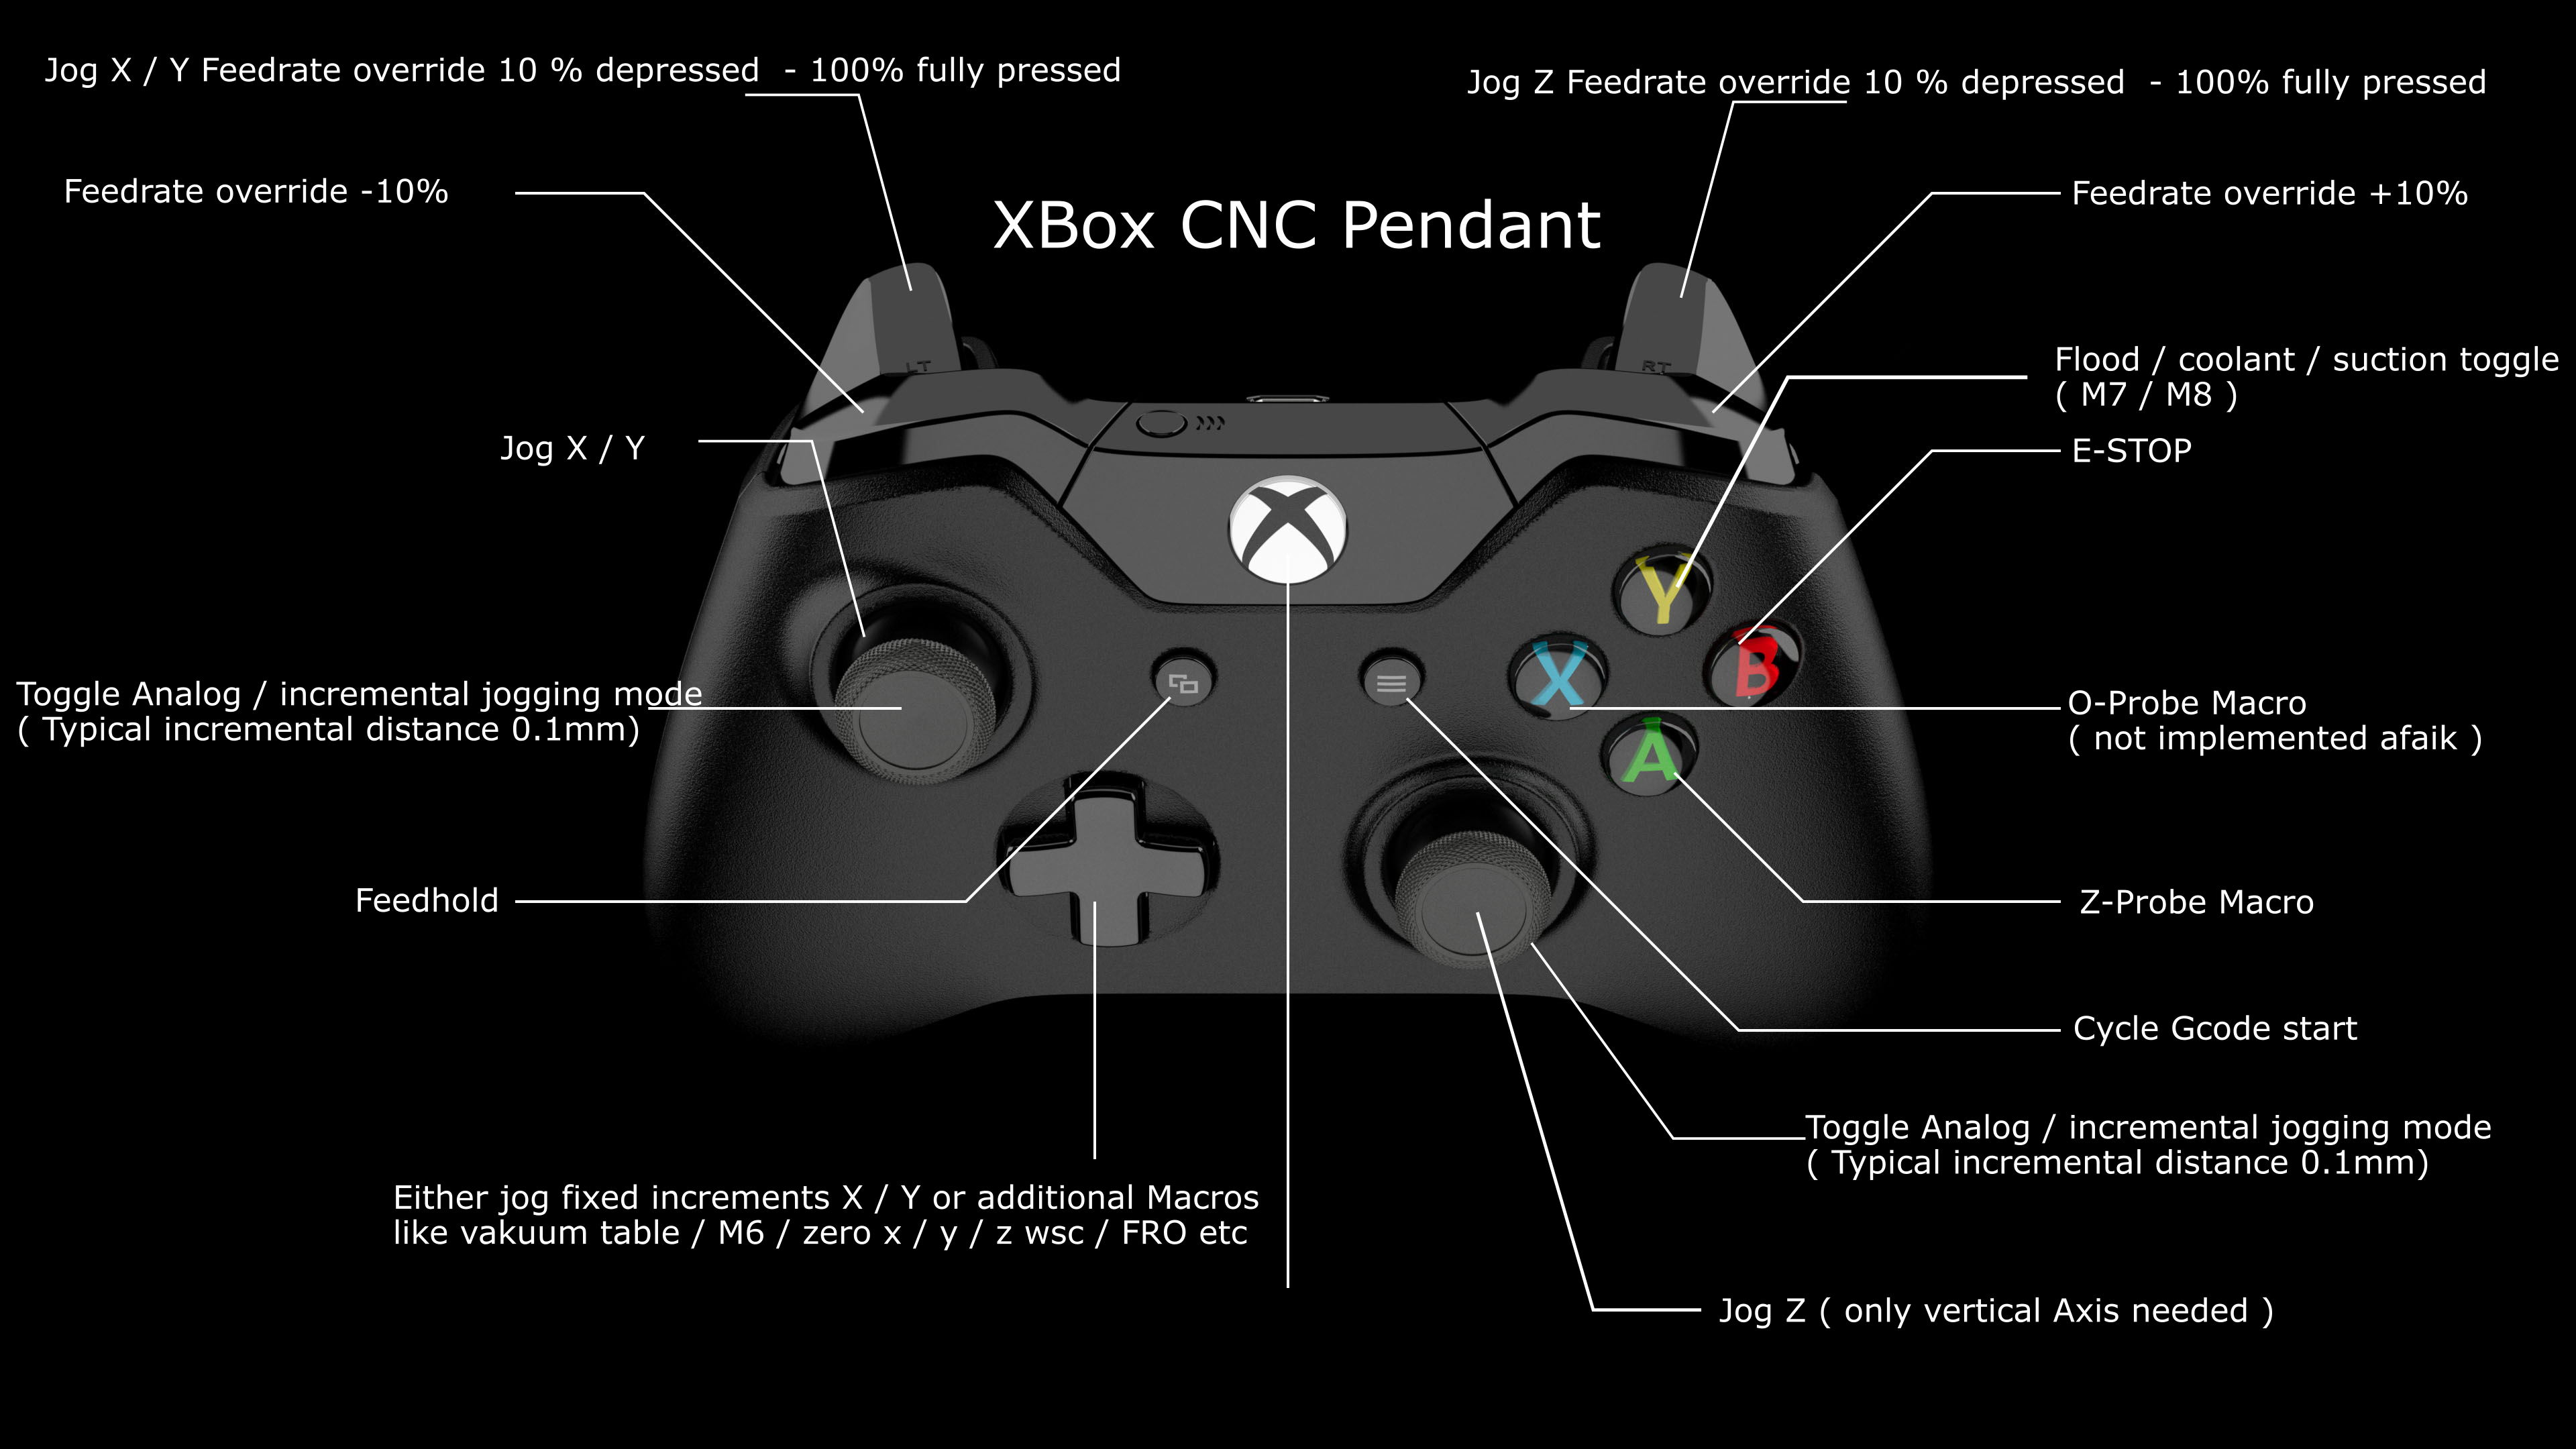 Jog X / Y Feedrate override 10 % depressed  - 100% fully pressed
Jog Z Feedrate override 10 % depressed  - 100% fully pressed
Feedrate override -10%
Feedrate override +10%
XBox CNC Pendant
Flood / coolant / suction toggle
( M7 / M8 )
LT
RT
Jog X / Y
E-STOP
Y
X
B
A
Toggle Analog / incremental jogging mode
( Typical incremental distance 0.1mm)
O-Probe Macro
( not implemented afaik )
Feedhold
Z-Probe Macro
Cycle Gcode start
Toggle Analog / incremental jogging mode
( Typical incremental distance 0.1mm)
Either jog fixed increments X / Y or additional Macros
like vakuum table / M6 / zero x / y / z wsc / FRO etc
Jog Z ( only vertical Axis needed )